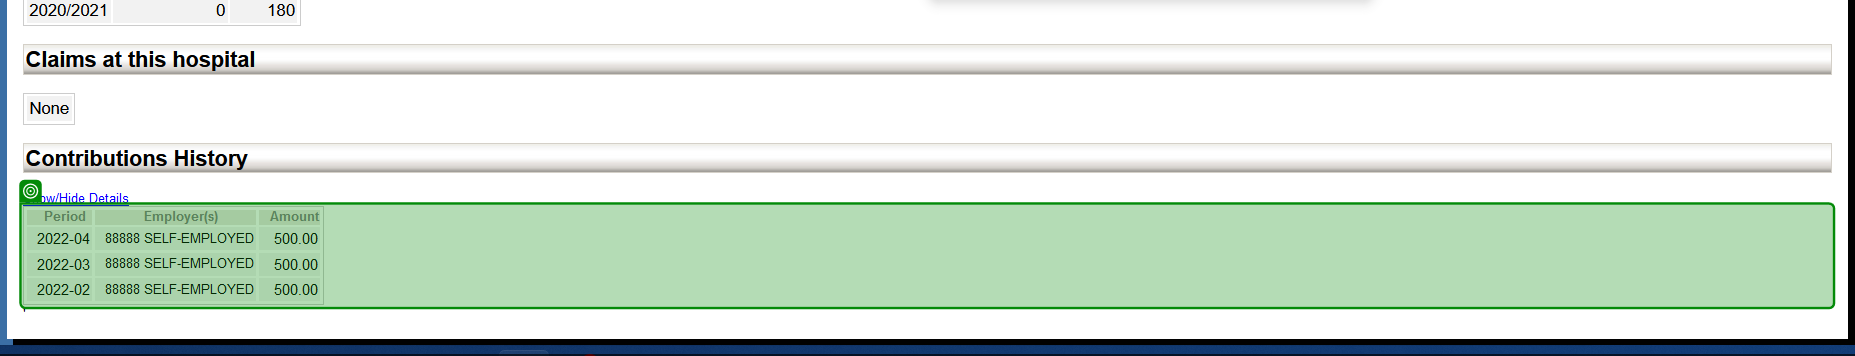 2020/2021 0 180
Claims at this hospital
None
Contributions History
ow/Hide Details
Period Employer(s) Amount
2022-04 88888 SELF-EMPLOYED 500.00
2022-03 88888 SELF-EMPLOYED 500.00
2022-02 88888 SELF-EMPLOYED 500.00